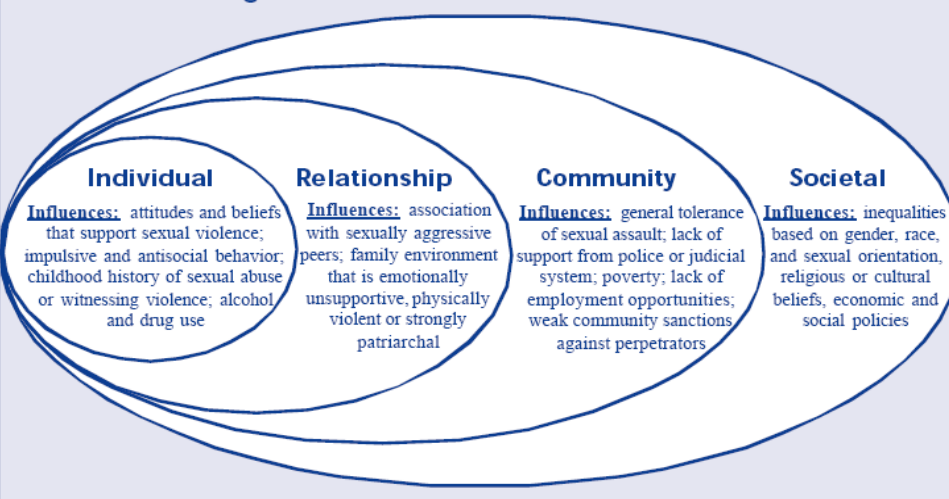 Individual
Influences: attitudes and beliefs
that support sexual violence;
impulsive and antisocial behavior;
childhood history of sexual abuse
or witnessing violence; alcohol
and drug use
Relationship
Influences: association
with sexually aggressive
peers; family environment
that is emotionally
unsupportive, physically
violent or strongly
patriarchal
Community
Influences: general tolerance
of sexual assault; lack of
support from police or judicial
system; poverty; lack of
employment opportunities;
weak community sanctions
against perpetrators
Societal
Influences: inequalities
based on gender, race,
and sexual orientation,
religious or cultural
beliefs, economic and
social policies